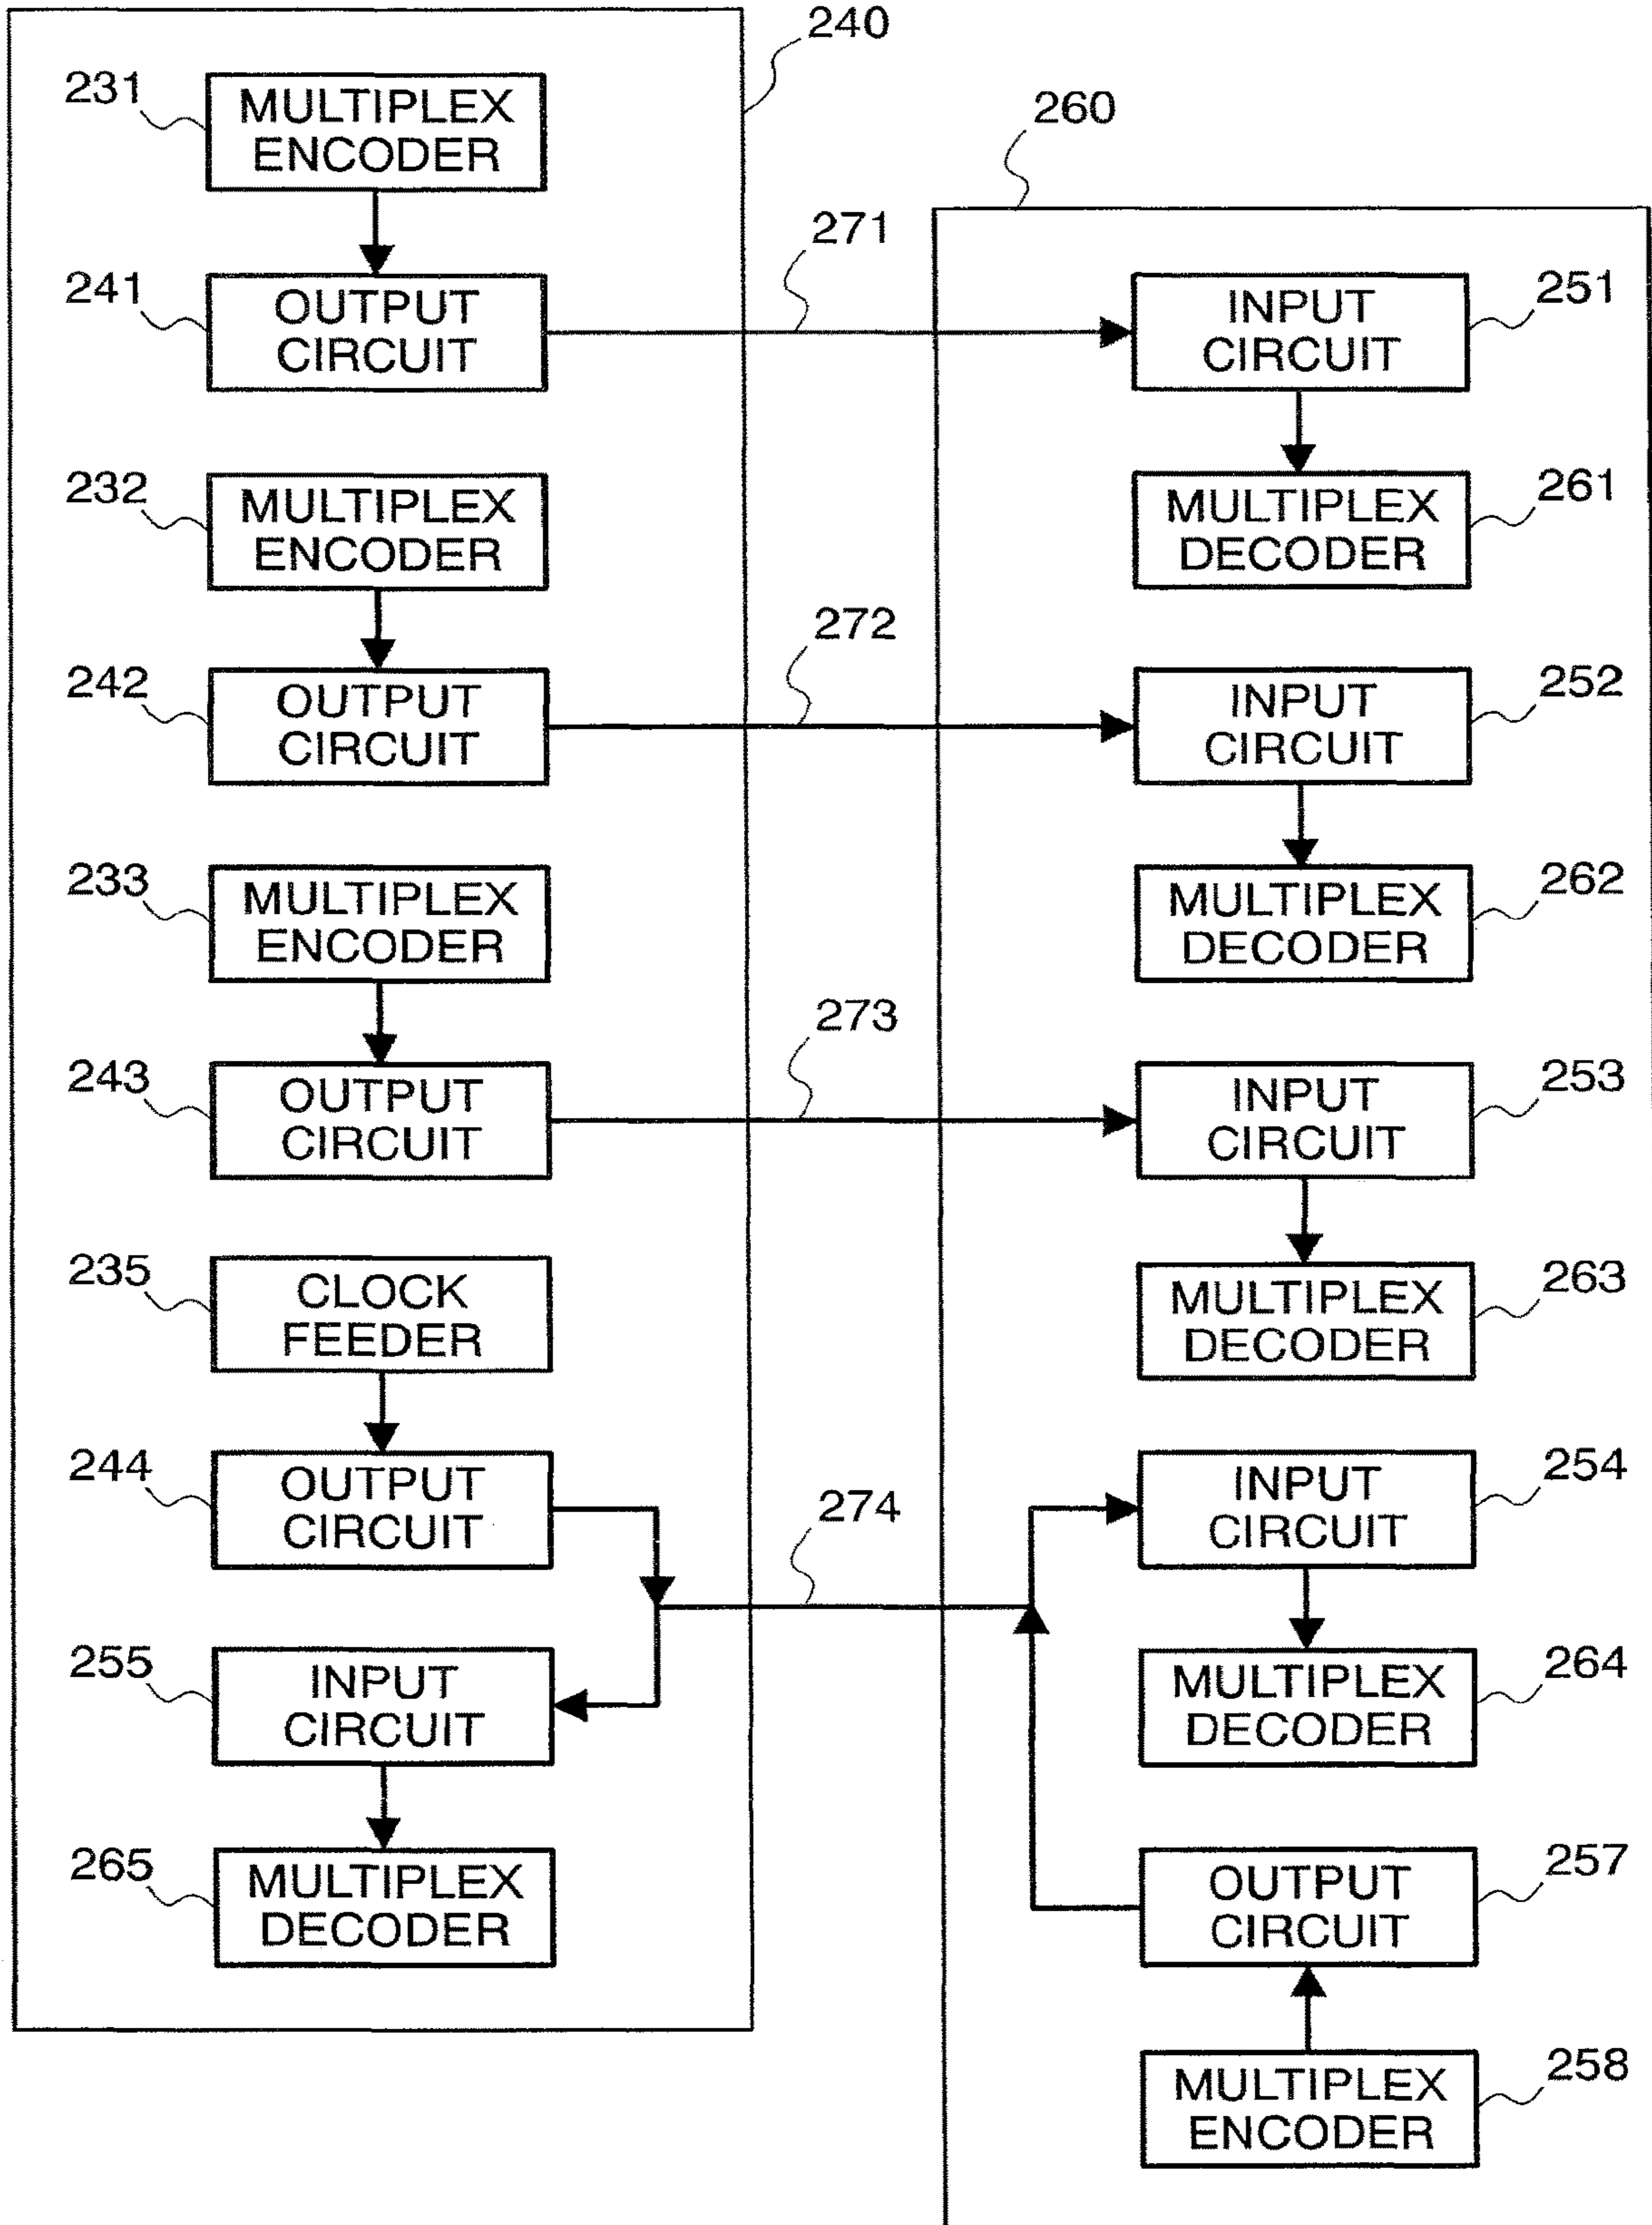 240
231
MULTIPLEX
ENCODER
260
271
241
OUTPUT
CIRCUIT
INPUT
CIRCUIT
251
232
MULTIPLEX
ENCODER
MULTIPLEX
DECODER
261
272
242
OUTPUT
CIRCUIT
INPUT
CIRCUIT
252
233
MULTIPLEX
ENCODER
MULTIPLEX
DECODER
262
273
243
OUTPUT
CIRCUIT
INPUT
CIRCUIT
253
235
CLOCK
FEEDER
MULTIPLEX
DECODER
263
244
OUTPUT
CIRCUIT
274
INPUT
CIRCUIT
254
255
INPUT
CIRCUIT
MULTIPLEX
DECODER
264
265
MULTIPLEX
DECODER
OUTPUT
CIRCUIT
257
MULTIPLEX
ENCODER
258